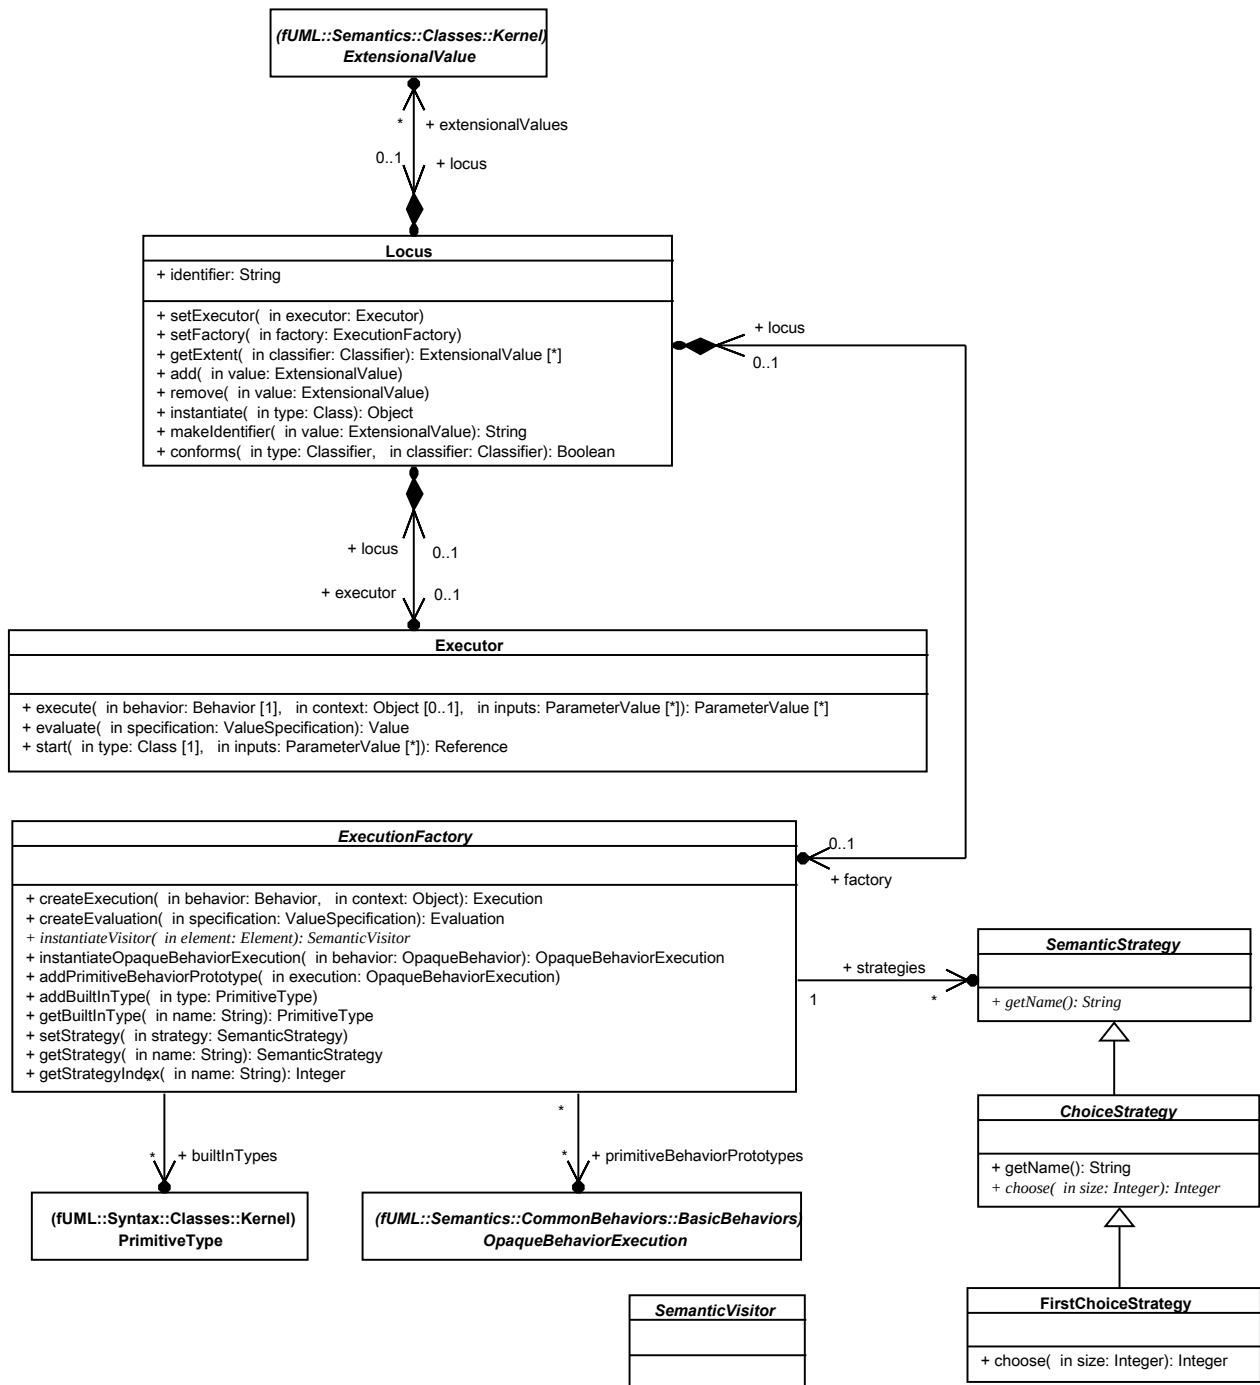 (fUML::Semantics::Classes::Kernel)
ExtensionalValue
*
+ extensionalValues
0..1
+ locus
Locus
+ identifier: String
+ setExecutor(  in executor: Executor)
+ setFactory(  in factory: ExecutionFactory)
+ getExtent(  in classifier: Classifier): ExtensionalValue [*]
+ add(  in value: ExtensionalValue)
+ remove(  in value: ExtensionalValue)
+ instantiate(  in type: Class): Object
+ makeIdentifier(  in value: ExtensionalValue): String
+ conforms(  in type: Classifier,   in classifier: Classifier): Boolean
+ locus
0..1
+ locus
0..1
+ executor
0..1
Executor
+ execute(  in behavior: Behavior [1],   in context: Object [0..1],   in inputs: ParameterValue [*]): ParameterValue [*]
+ evaluate(  in specification: ValueSpecification): Value
+ start(  in type: Class [1],   in inputs: ParameterValue [*]): Reference
ExecutionFactory
0..1
+ factory
+ createExecution(  in behavior: Behavior,   in context: Object): Execution
+ createEvaluation(  in specification: ValueSpecification): Evaluation
+ instantiateVisitor(  in element: Element): SemanticVisitor
+ instantiateOpaqueBehaviorExecution(  in behavior: OpaqueBehavior): OpaqueBehaviorExecution
+ addPrimitiveBehaviorPrototype(  in execution: OpaqueBehaviorExecution)
+ addBuiltInType(  in type: PrimitiveType)
+ getBuiltInType(  in name: String): PrimitiveType
+ setStrategy(  in strategy: SemanticStrategy)
+ getStrategy(  in name: String): SemanticStrategy
+ getStrategyIndex(  in name: String): Integer
+ strategies
1
*
SemanticStrategy
+ getName(): String
*
*
+ builtInTypes
*
*
+ primitiveBehaviorPrototypes
ChoiceStrategy
+ getName(): String
+ choose(  in size: Integer): Integer
(fUML::Syntax::Classes::Kernel)
PrimitiveType
(fUML::Semantics::CommonBehaviors::BasicBehaviors)
OpaqueBehaviorExecution
SemanticVisitor
FirstChoiceStrategy
+ choose(  in size: Integer): Integer